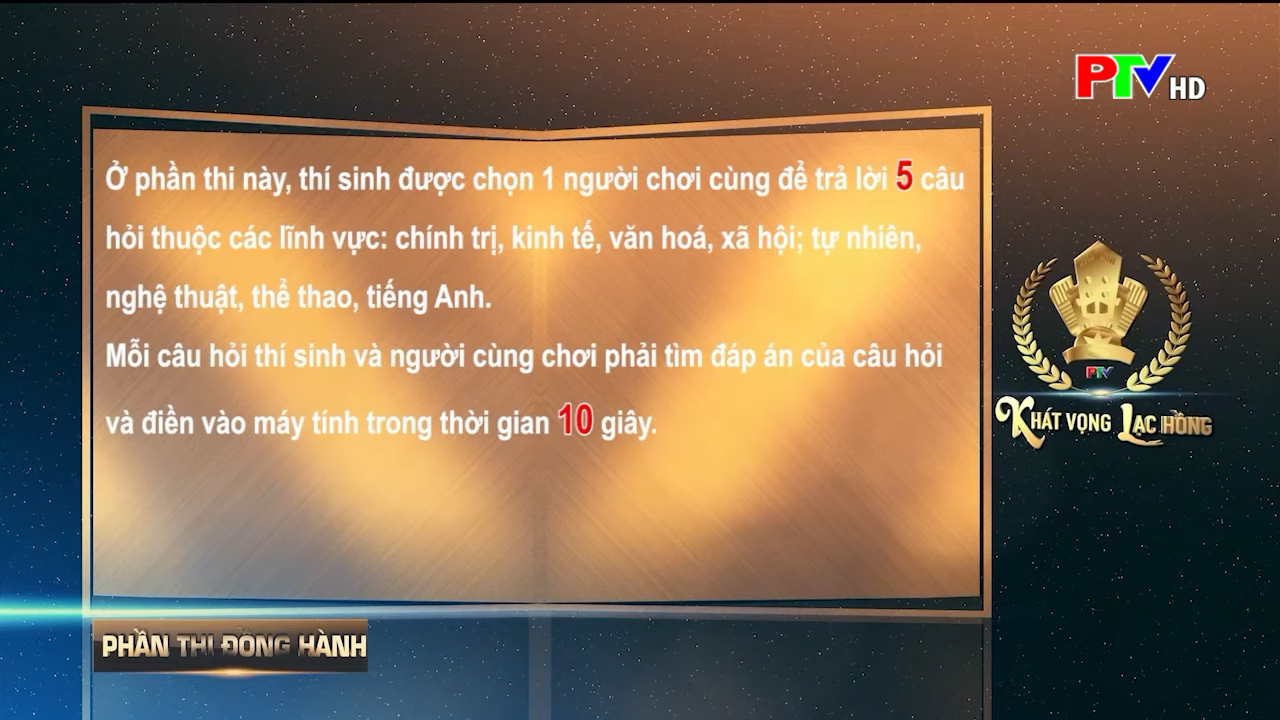 PTV HD
Ở phần thi này, thí sinh được chọn 1 người chơi cùng để trả lời 5 câu
hỏi thuộc các lĩnh vực: chính trị, kinh tế, văn hoá, xã hội; tự nhiên,
nghệ thuật, thể thao, tiếng Anh.
Mỗi câu hỏi thí sinh và người cùng chơi phải tìm đáp án của câu hỏi
và điền vào máy tính trong thời gian 10 giây.
PTV
KHÁT VỌNG LẠC HỒNG
PHẦN THI ĐỒNG HÀNH